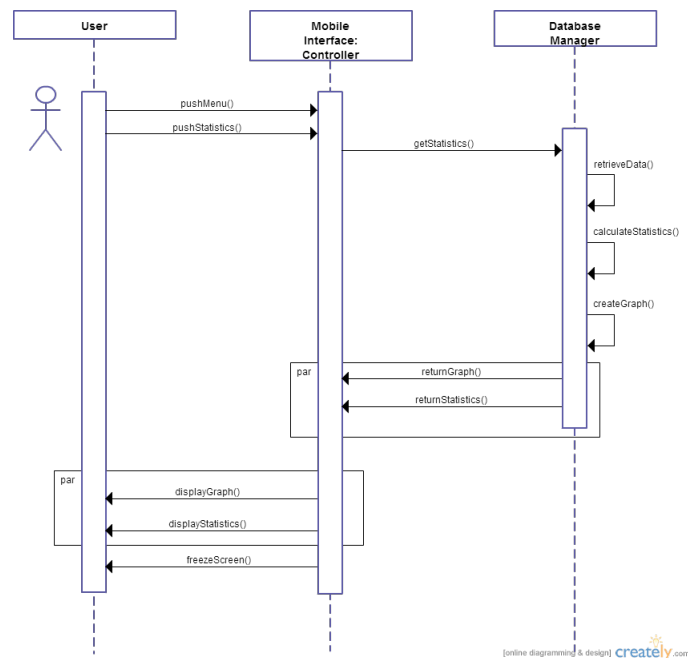 User
Mobile
Interface:
Controller
Database
Manager
pushMenu()
pushStatistics()
getStatistics()
retrieveData()
calculateStatistics()
createGraph()
par
returnGraph()
returnStatistics()
par
displayGraph()
displayStatistics()
freezeScreen()
[online diagramming & design] creately.com